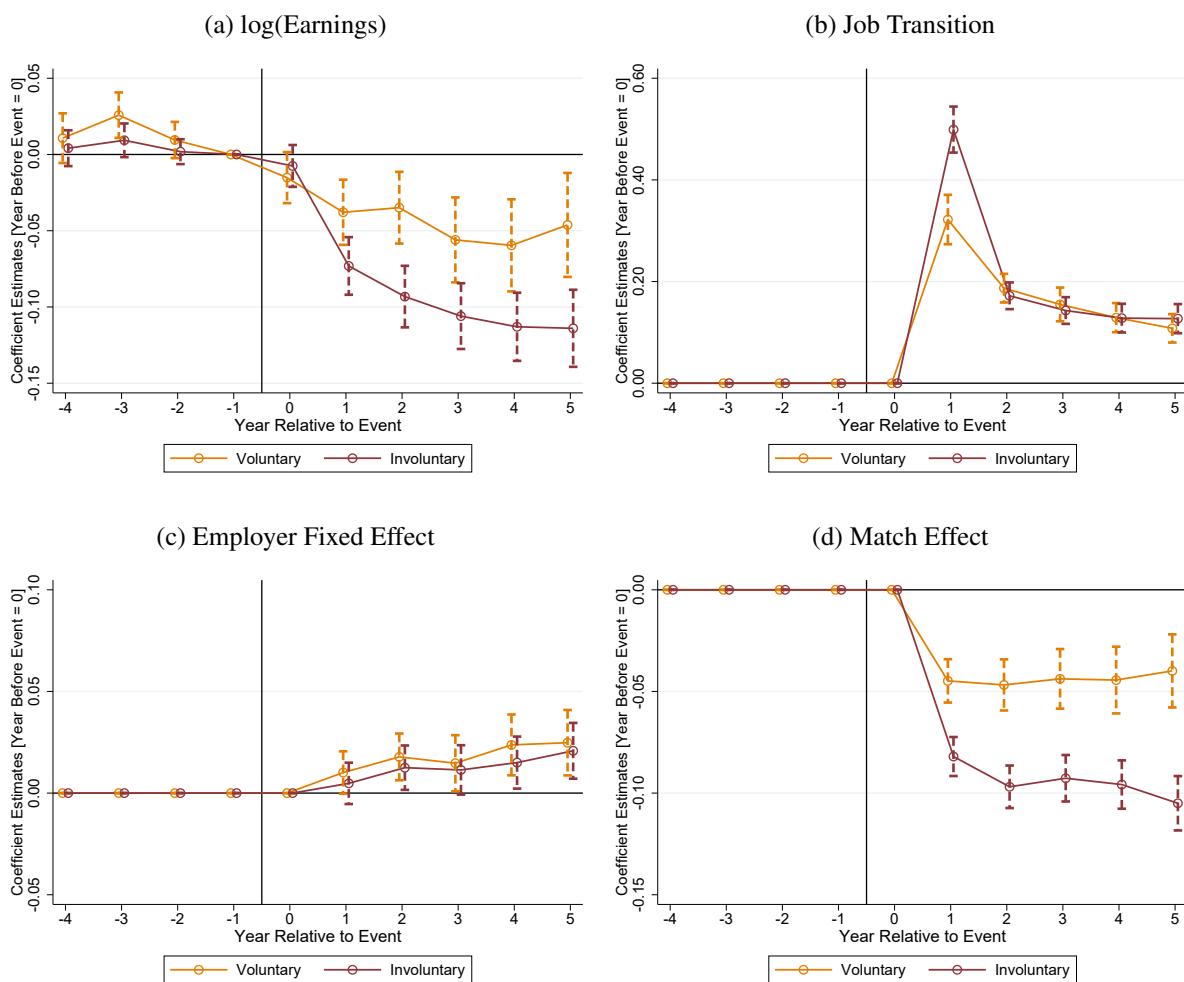 (a) log(Earnings)
Coefficient Estimates [Year Before Event = 0]
0.05
0.00
-0.05
-0.10
-0.15
-4 -3 -2 -1 0 1 2 3 4 5
Year Relative to Event
Voluntary Involuntary
(b) Job Transition
Coefficient Estimates [Year Before Event = 0]
0.60
0.40
0.20
0.00
-4 -3 -2 -1 0 1 2 3 4 5
Year Relative to Event
Voluntary Involuntary
(c) Employer Fixed Effect
Coefficient Estimates [Year Before Event = 0]
0.10
0.05
0.00
-0.05
-4 -3 -2 -1 0 1 2 3 4 5
Year Relative to Event
Voluntary Involuntary
(d) Match Effect
Coefficient Estimates [Year Before Event = 0]
0.00
-0.05
-0.10
-0.15
-4 -3 -2 -1 0 1 2 3 4 5
Year Relative to Event
Voluntary Involuntary